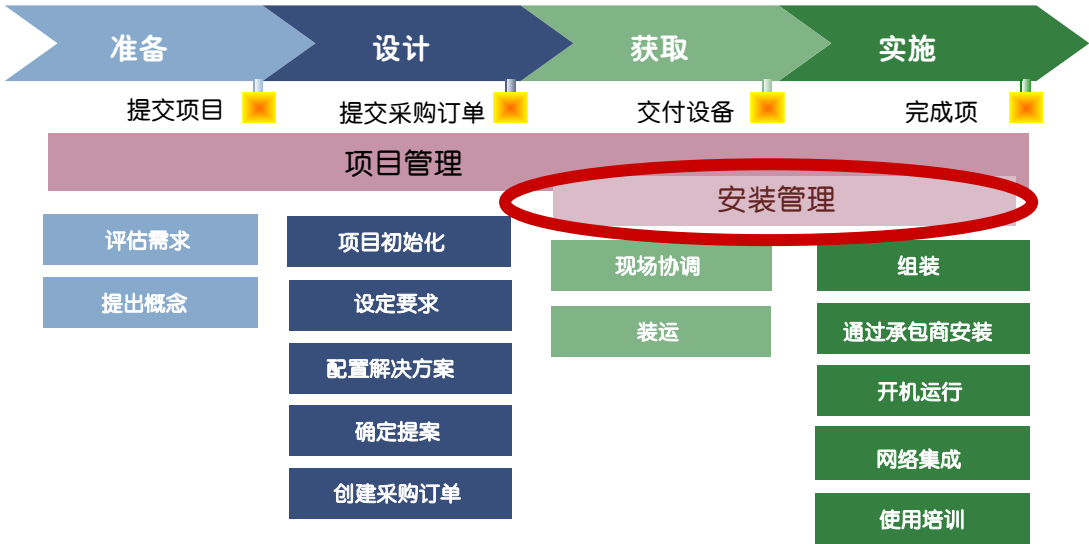 准备
设计
获取
实施
提交项目
提交采购订单
交付设备
完成项
项目管理
安装管理
评估需求
提出概念
项目初始化
设定要求
配置解决方案
确定提案
创建采购订单
现场协调
装运
组装
通过承包商安装
开机运行
网络集成
使用培训